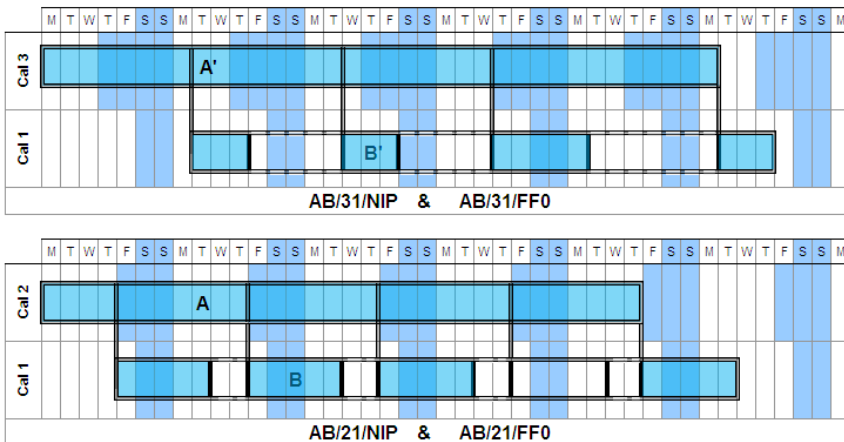 M T W T F S S M T W T F S S M T W T F S S M T W T F S S M T W T F S S M T W T F S S M
Cal 3
A'
Cal 1
B'
AB/31/NIP & AB/31/FF0
M T W T F S S M T W T F S S M T W T F S S M T W T F S S M T W T F S S M T W T F S S M
Cal 2
A
Cal 1
B
AB/21/NIP & AB/21/FF0